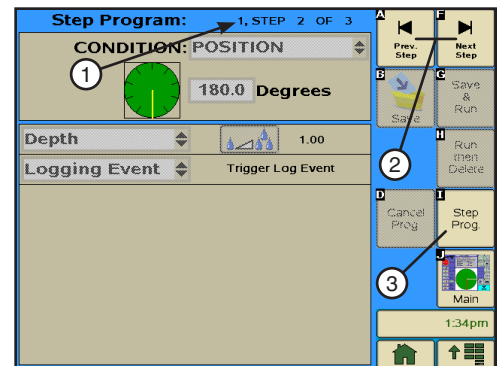 Step Program: 1, STEP 2 OF 3
CONDITION: POSITION
1
180.0 Degrees
Depth 1.00
Logging Event Trigger Log Event
A
Prev.
Step
F
Next
Step
B
Save
G
Save
&
Run
2
H
Run
then
Delete
D
Cancel
Prog
I
Step
Prog.
3
J
Main
1:34pm